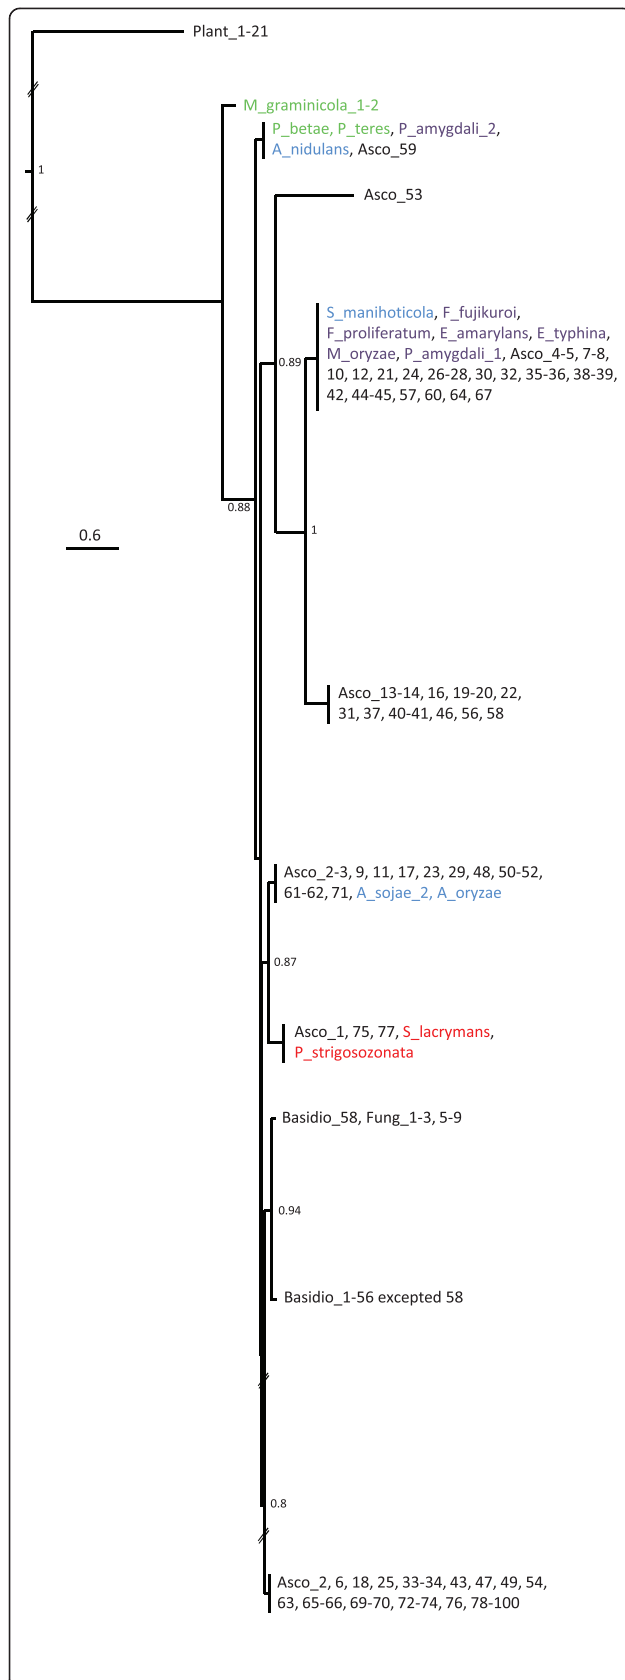 Plant_1-21
M_graminicola_1-2
P_betae, P_teres, P_amygdali_2,
A_nidulans, Asco_59
1
Asco_53
S_manihoticola, F_fujikuroi,
F_proliferatum, E_amarylans, E_typhina,
M_oryzae, P_amygdali_1, Asco_4-5, 7-8,
10, 12, 21, 24, 26-28, 30, 32, 35-36, 38-39,
42, 44-45, 57, 60, 64, 67
0.89
0.88
0.6
1
Asco_13-14, 16, 19-20, 22,
31, 37, 40-41, 46, 56, 58
Asco_2-3, 9, 11, 17, 23, 29, 48, 50-52,
61-62, 71, A_sojae_2, A_oryzae
0.87
Asco_1, 75, 77, S_lacrymans,
P_strigosozonata
Basidio_58, Fung_1-3, 5-9
0.94
Basidio_1-56 excepted 58
0.8
Asco_2, 6, 18, 25, 33-34, 43, 47, 49, 54,
63, 65-66, 69-70, 72-74, 76, 78-100